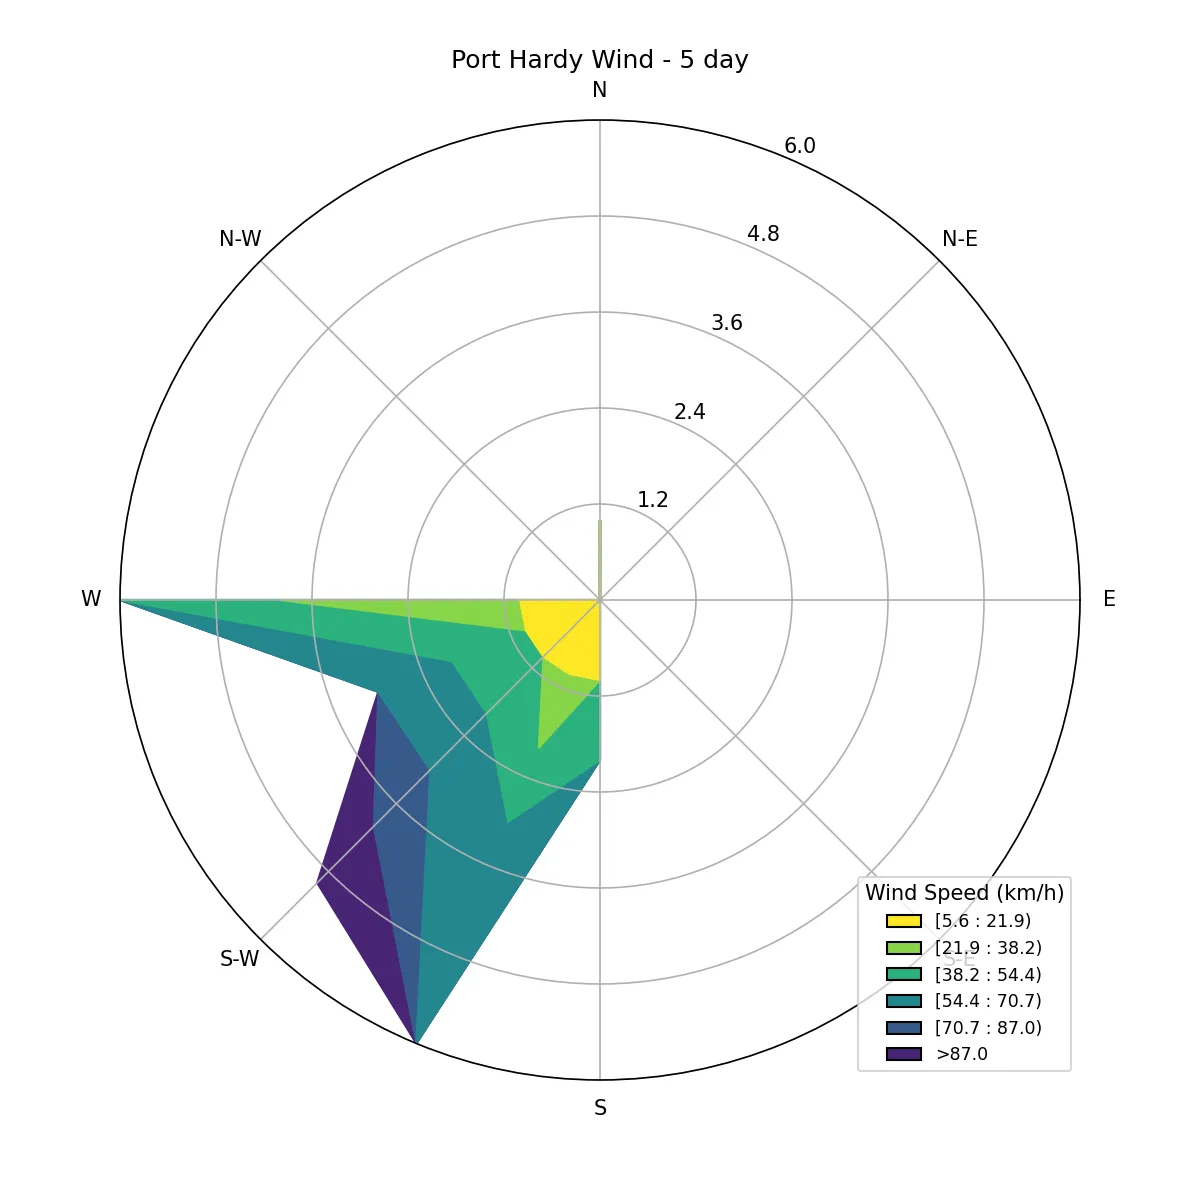 Port Hardy Wind - 5 day
N
6.0
N-W
4.8
N-E
3.6
2.4
1.2
W
E
S-W
S-E
Wind Speed (km/h)
[5.6 : 21.9)
[21.9 : 38.2)
[38.2 : 54.4)
[54.4 : 70.7)
[70.7 : 87.0)
>87.0
S